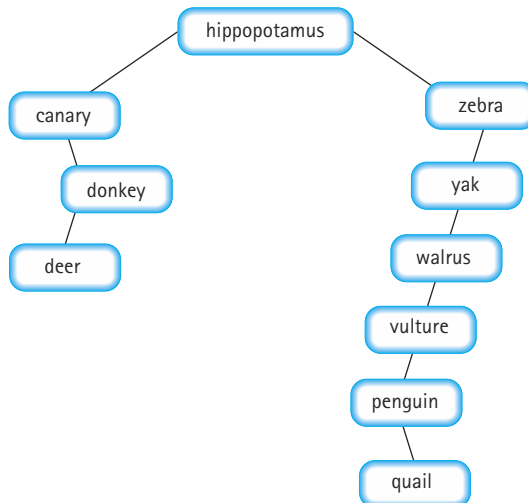 hippopotamus
canary
zebra
donkey
yak
deer
walrus
vulture
penguin
quail